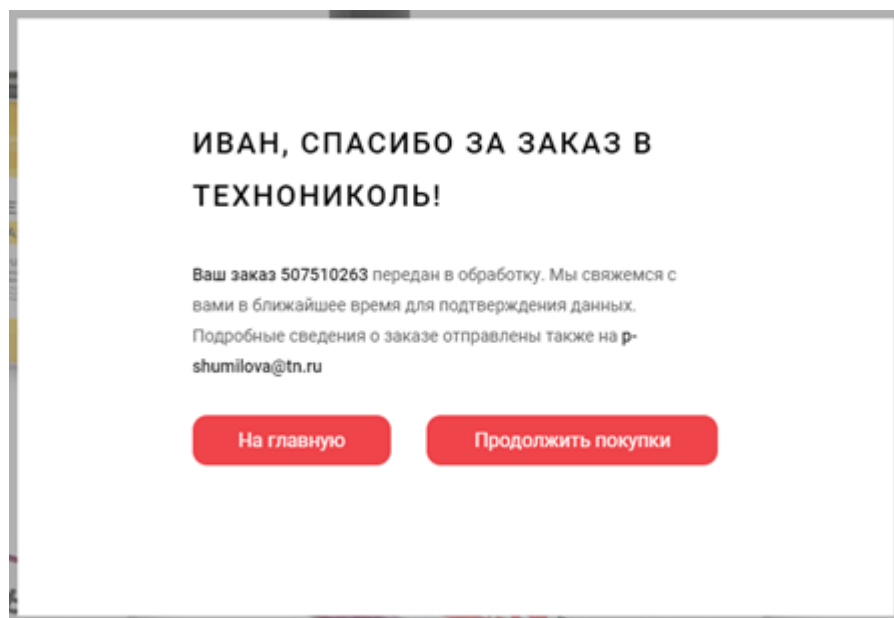 ИВАН, СПАСИБО ЗА ЗАКАЗ В
ТЕХНОНИКОЛЬ!
Ваш заказ 507510263 передан в обработку. Мы свяжемся с
вами в ближайшее время для подтверждения данных.
Подробные сведения о заказе отправлены также на p-
shumilova@tn.ru
На главную
Продолжить покупки